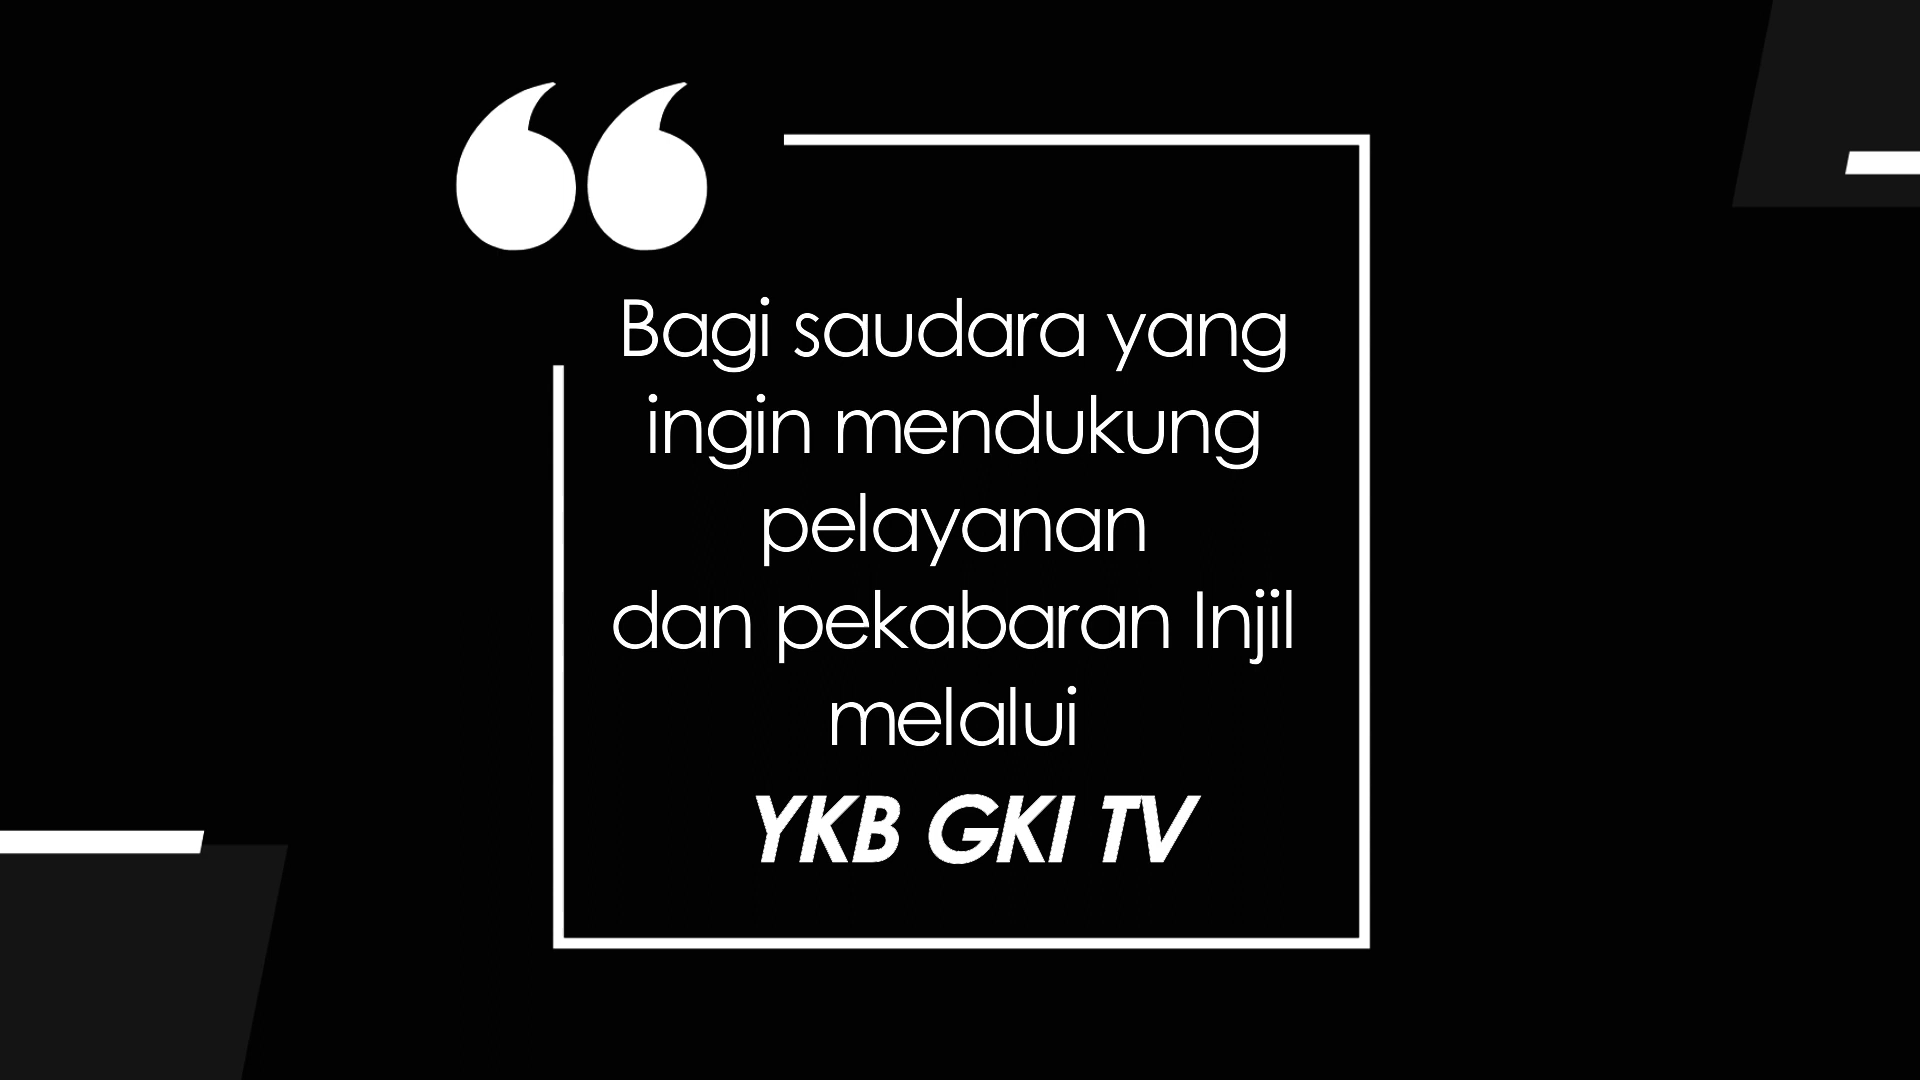 Bagi saudara yang
ingin mendukung
pelayanan
dan pekabaran Injil
melalui
YKB GKI TV